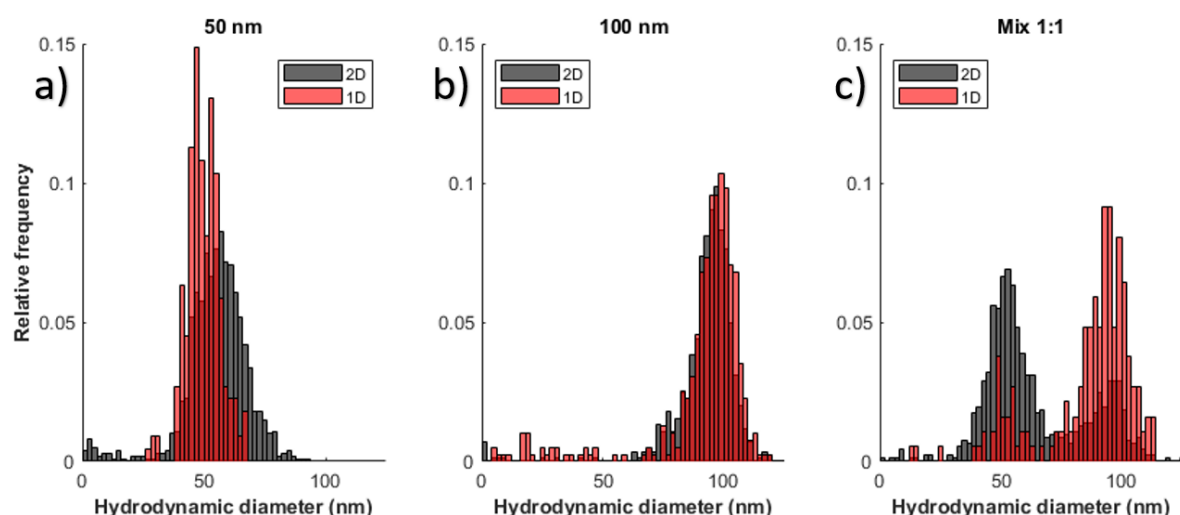 50 nm
100 nm
Mix 1:1
a)
b)
c)
2D
1D
2D
1D
2D
1D
Relative frequency
0.15
0.1
0.05
0
0.15
0.1
0.05
0
0.15
0.1
0.05
0
0
50
100
0
50
100
0
50
100
Hydrodynamic diameter (nm)
Hydrodynamic diameter (nm)
Hydrodynamic diameter (nm)